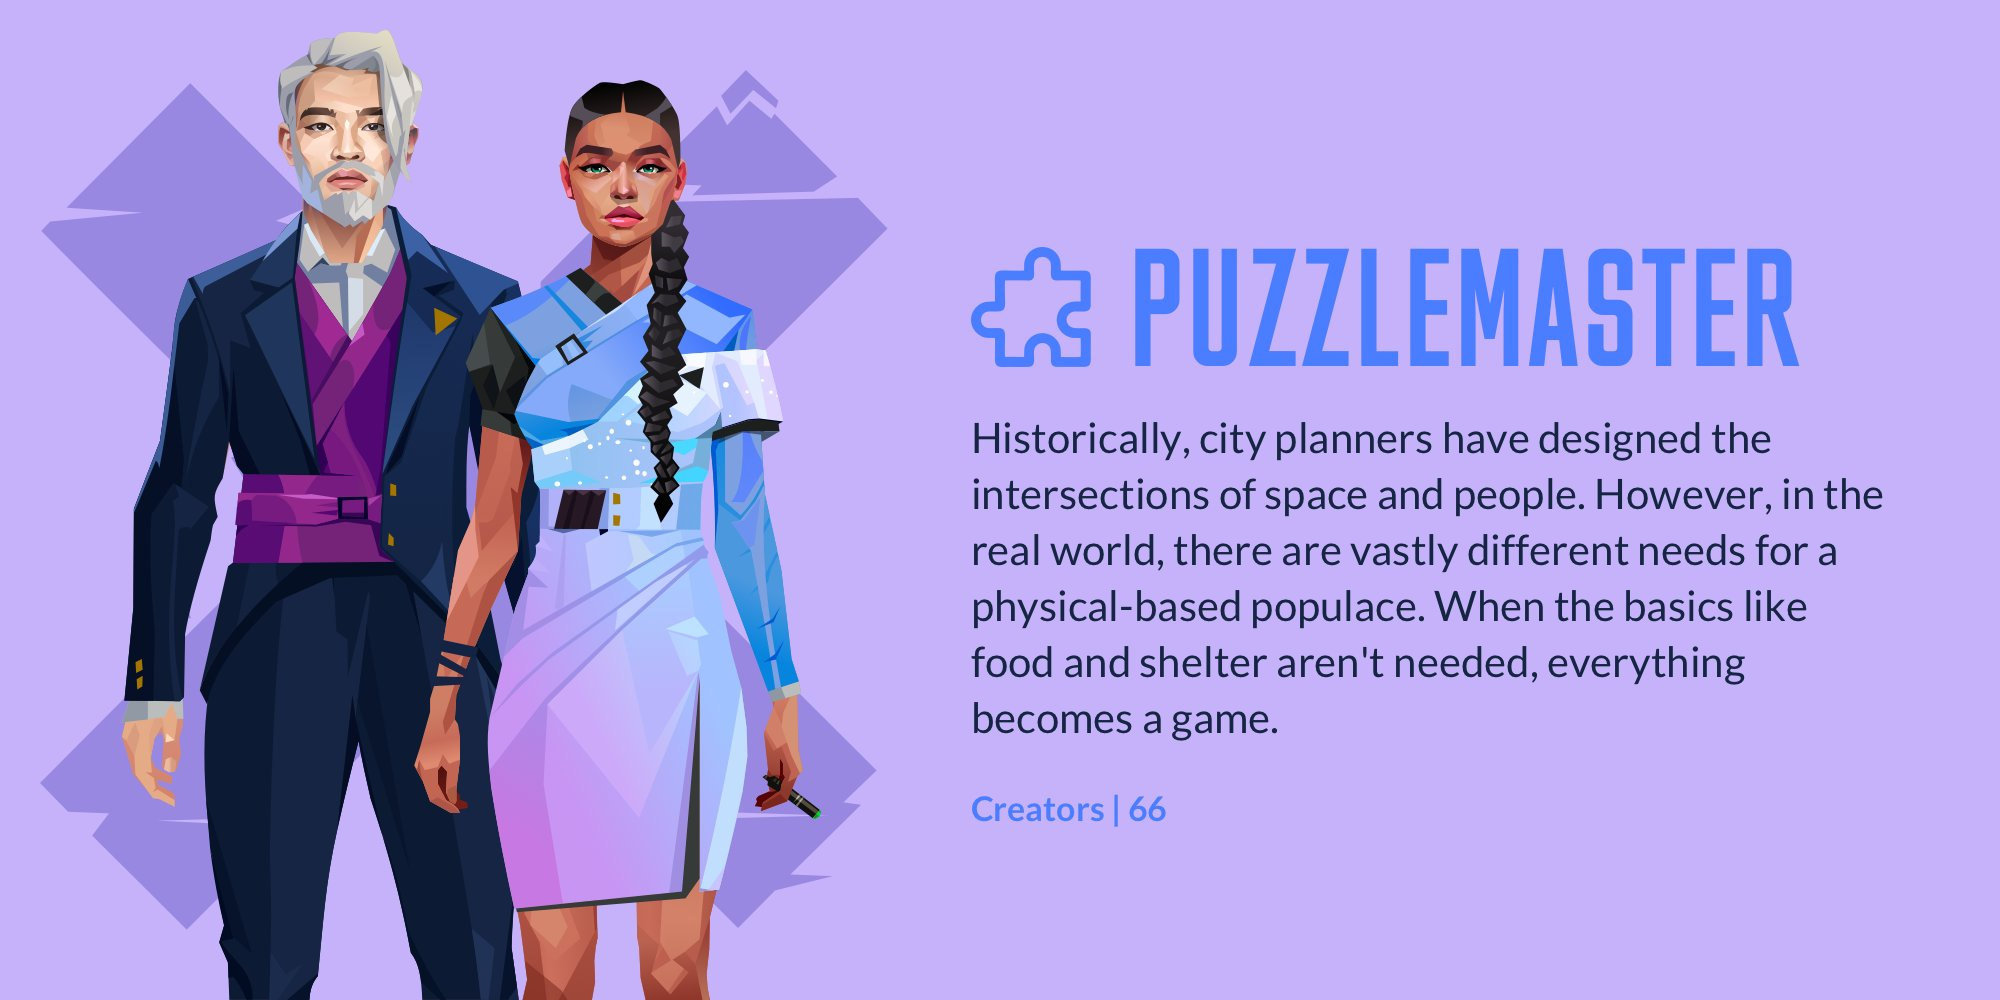 PUZZLEMASTER
Historically, city planners have designed the
intersections of space and people. However, in the
real world, there are vastly different needs for a
physical-based populace. When the basics like
food and shelter aren't needed, everything
becomes a game.
Creators | 66